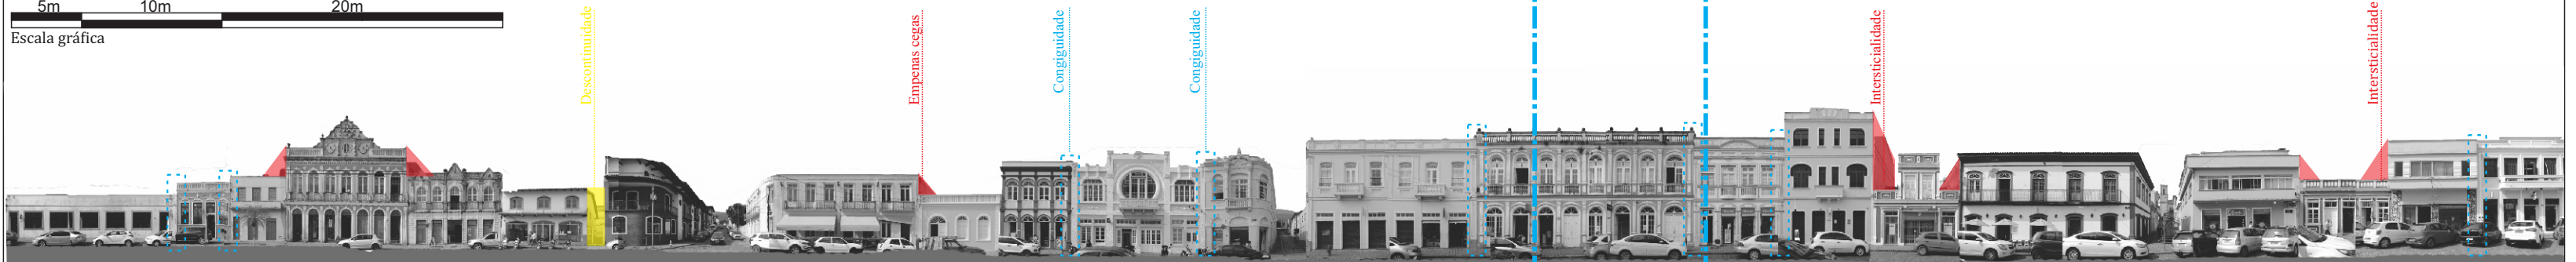 5m 10m 20m
Escala gráfica
Descontinuidade
Empenas cegas
Congiguidade
Congiguidade
Intersticialidade
Intersticialidade